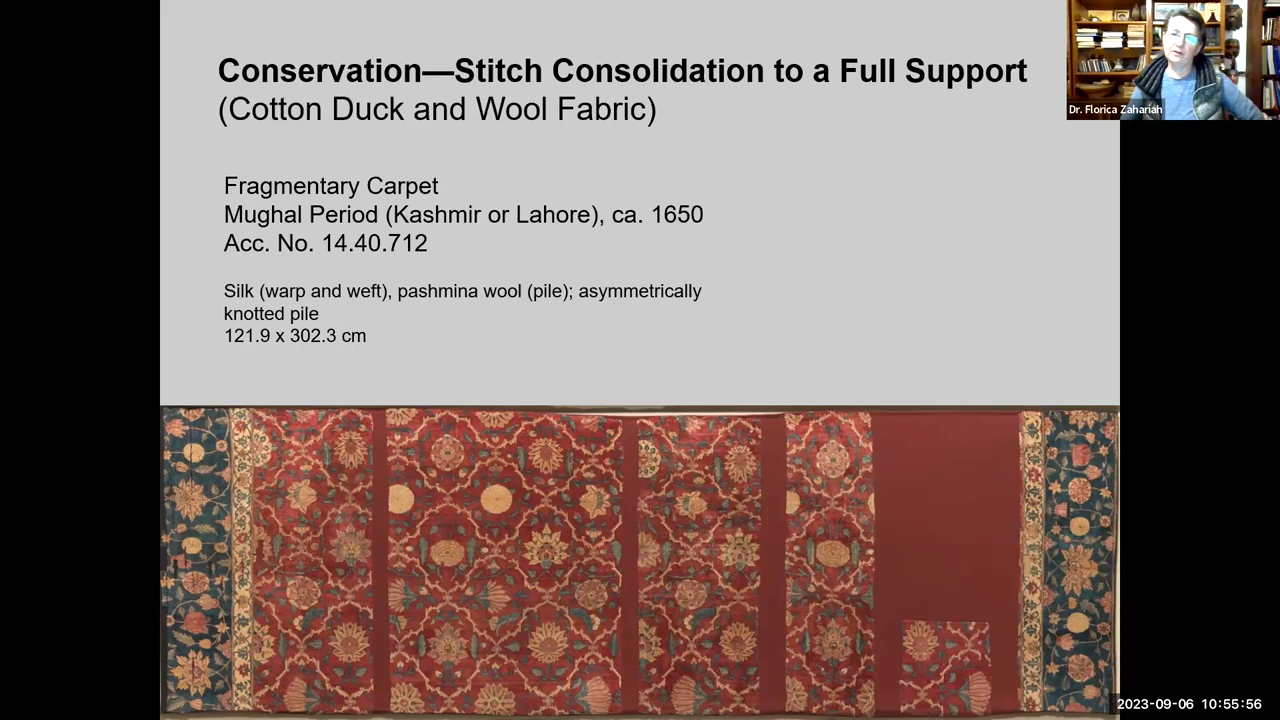 Conservation—Stitch Consolidation to a Full Support
(Cotton Duck and Wool Fabric)
Dr. Florica Zahariah
Fragmentary Carpet
Mughal Period (Kashmir or Lahore), ca. 1650
Acc. No. 14.40.712
Silk (warp and weft), pashmina wool (pile); asymmetrically
knotted pile
121.9 x 302.3 cm
2023-09-06 10:55:56